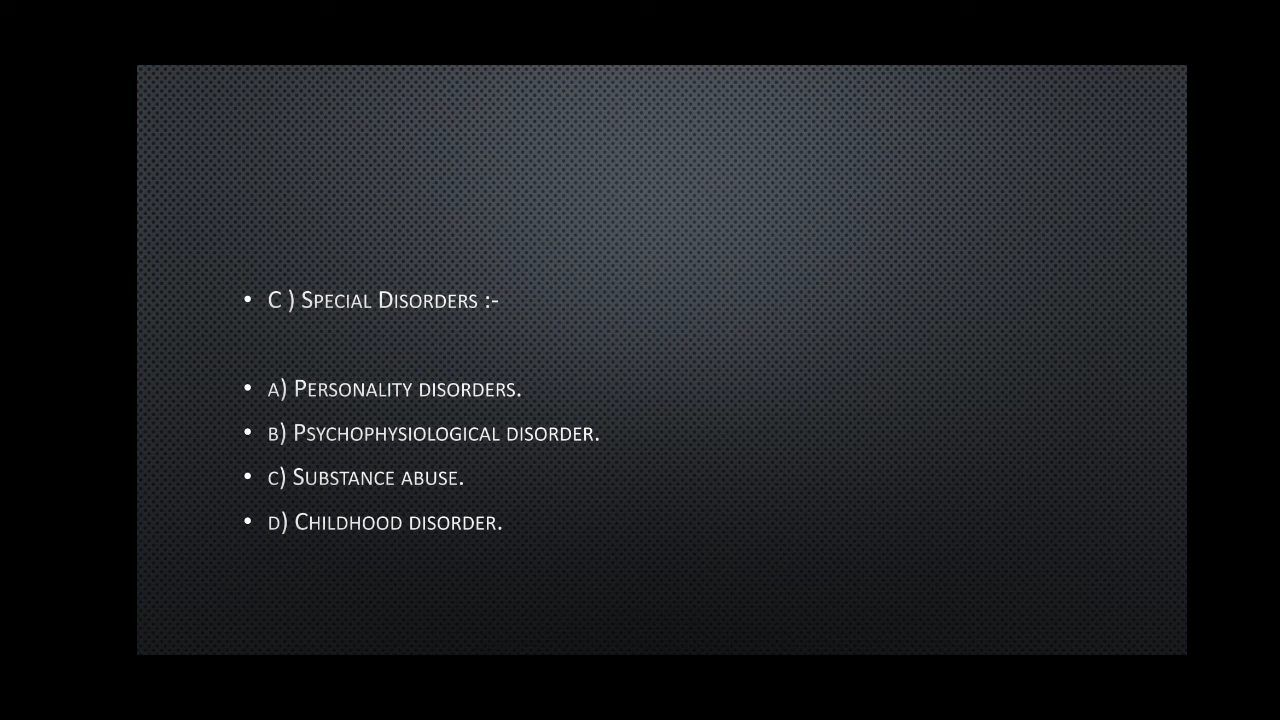 • C ) Special Disorders :-
• a) Personality disorders.
• b) Psychophysiological disorder.
• c) Substance abuse.
• d) Childhood disorder.